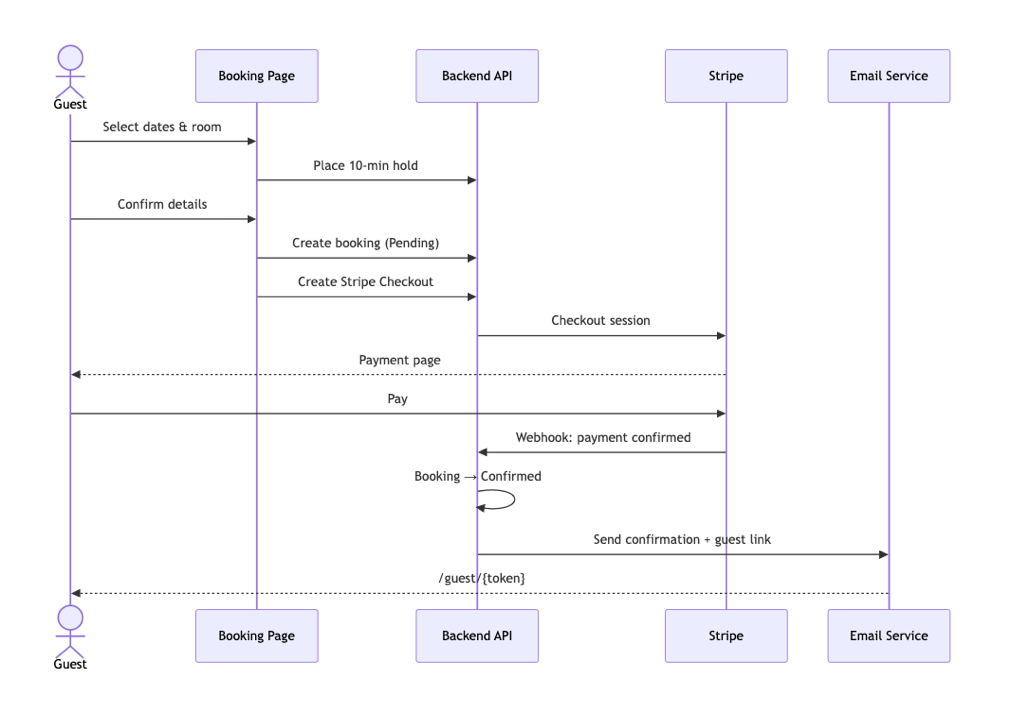 Guest
Booking Page
Backend API
Stripe
Email Service
Select dates & room
Place 10-min hold
Confirm details
Create booking (Pending)
Create Stripe Checkout
Checkout session
Payment page
Pay
Webhook: payment confirmed
Booking → Confirmed
Send confirmation + guest link
/guest/{token}
Guest
Booking Page
Backend API
Stripe
Email Service